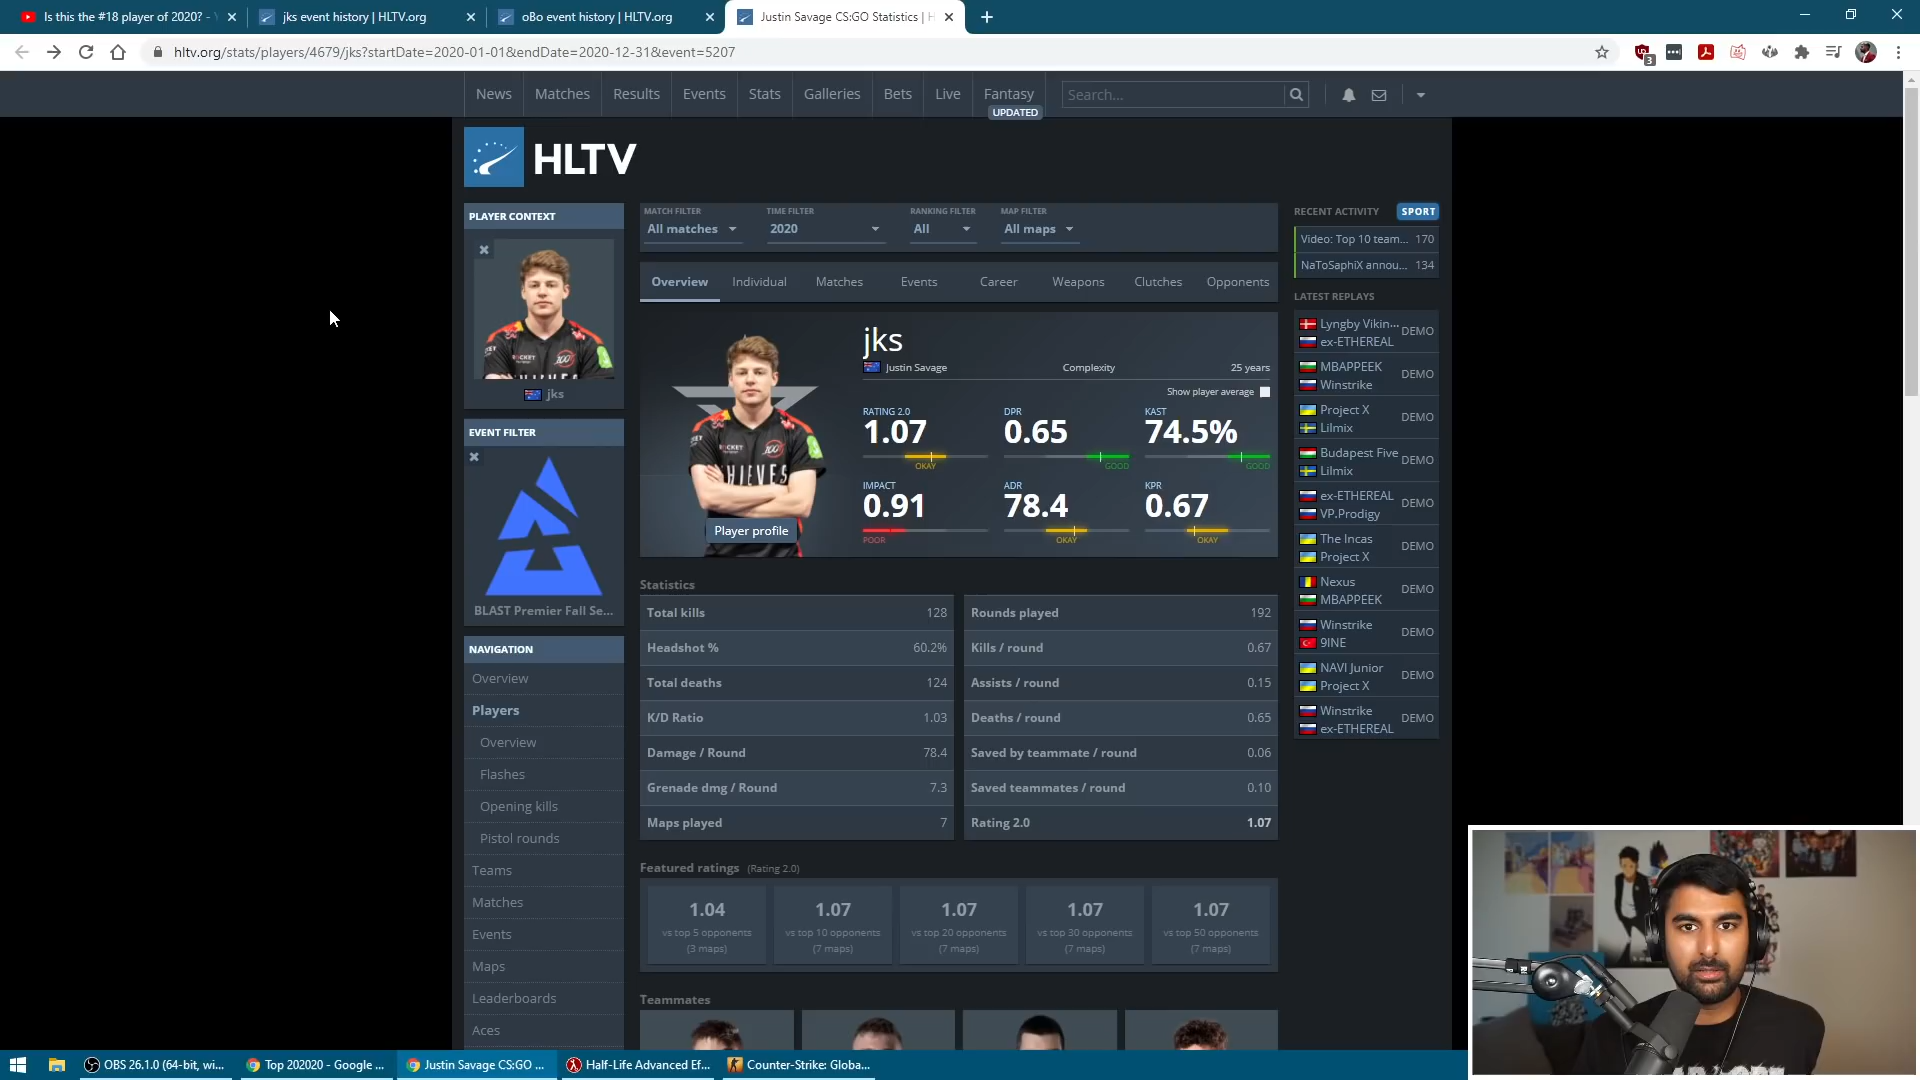 Is this the #18 player of 2020? -
jks event history | HLTV.org
oBo event history | HLTV.org
Justin Savage CS:GO Statistics | H
hltv.org/stats/players/4679/jks?startDate=2020-01-01&endDate=2020-12-31&event=5207
3
News
Matches
Results
Events
Stats
Galleries
Bets
Live
Fantasy
UPDATED
Search...
HLTV
PLAYER CONTEXT
jks
EVENT FILTER
BLAST Premier Fall Se...
NAVIGATION
Overview
Players
Overview
Flashes
Opening kills
Pistol rounds
Teams
Matches
Events
Maps
Leaderboards
Aces
MATCH FILTER
All matches
TIME FILTER
2020
RANKING FILTER
All
MAP FILTER
All maps
Overview
Individual
Matches
Events
Career
Weapons
Clutches
Opponents
Player profile
jks
Justin Savage
Complexity
25 years
Show player average
RATING 2.0
1.07
OKAY
DPR
0.65
GOOD
KAST
74.5%
GOOD
IMPACT
0.91
POOR
ADR
78.4
OKAY
KPR
0.67
OKAY
Statistics
Total kills 128
Headshot % 60.2%
Total deaths 124
K/D Ratio 1.03
Damage / Round 78.4
Grenade dmg / Round 7.3
Maps played 7
Rounds played 192
Kills / round 0.67
Assists / round 0.15
Deaths / round 0.65
Saved by teammate / round 0.06
Saved teammates / round 0.10
Rating 2.0 1.07
Featured ratings (Rating 2.0)
1.04
vs top 5 opponents
(3 maps)
1.07
vs top 10 opponents
(7 maps)
1.07
vs top 20 opponents
(7 maps)
1.07
vs top 30 opponents
(7 maps)
1.07
vs top 50 opponents
(7 maps)
Teammates
RECENT ACTIVITY
SPORT
Video: Top 10 team... 170
NaToSaphiX annou... 134
LATEST REPLAYS
Lyngby Vikin...
ex-ETHEREAL
DEMO
MBAPPEEK
Winstrike
DEMO
Project X
Lilmix
DEMO
Budapest Five
Lilmix
DEMO
ex-ETHEREAL
VP.Prodigy
DEMO
The Incas
Project X
DEMO
Nexus
MBAPPEEK
DEMO
Winstrike
9INE
DEMO
NAVI Junior
Project X
DEMO
Winstrike
ex-ETHEREAL
DEMO
OBS 26.1.0 (64-bit, wi...
Top 202020 - Google ...
Justin Savage CS:GO ...
Half-Life Advanced Ef...
Counter-Strike: Globa...